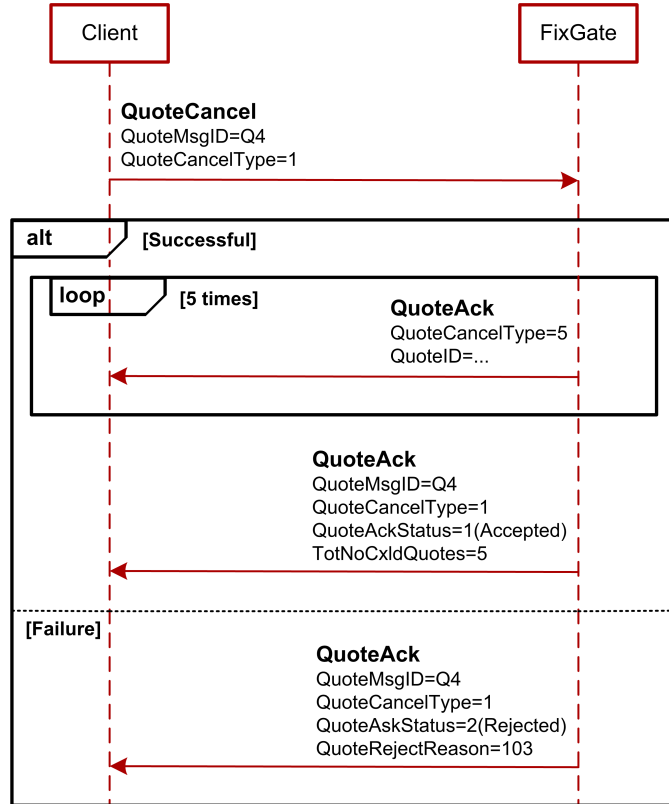 Client
FixGate
QuoteCancel
QuoteMsgID=Q4
QuoteCancelType=1
alt
[Successful]
loop
[5 times]
QuoteAck
QuoteCancelType=5
QuoteID=...
QuoteAck
QuoteMsgID=Q4
QuoteCancelType=1
QuoteAckStatus=1(Accepted)
TotNoCxldQuotes=5
[Failure]
QuoteAck
QuoteMsgID=Q4
QuoteCancelType=1
QuoteAskStatus=2(Rejected)
QuoteRejectReason=103